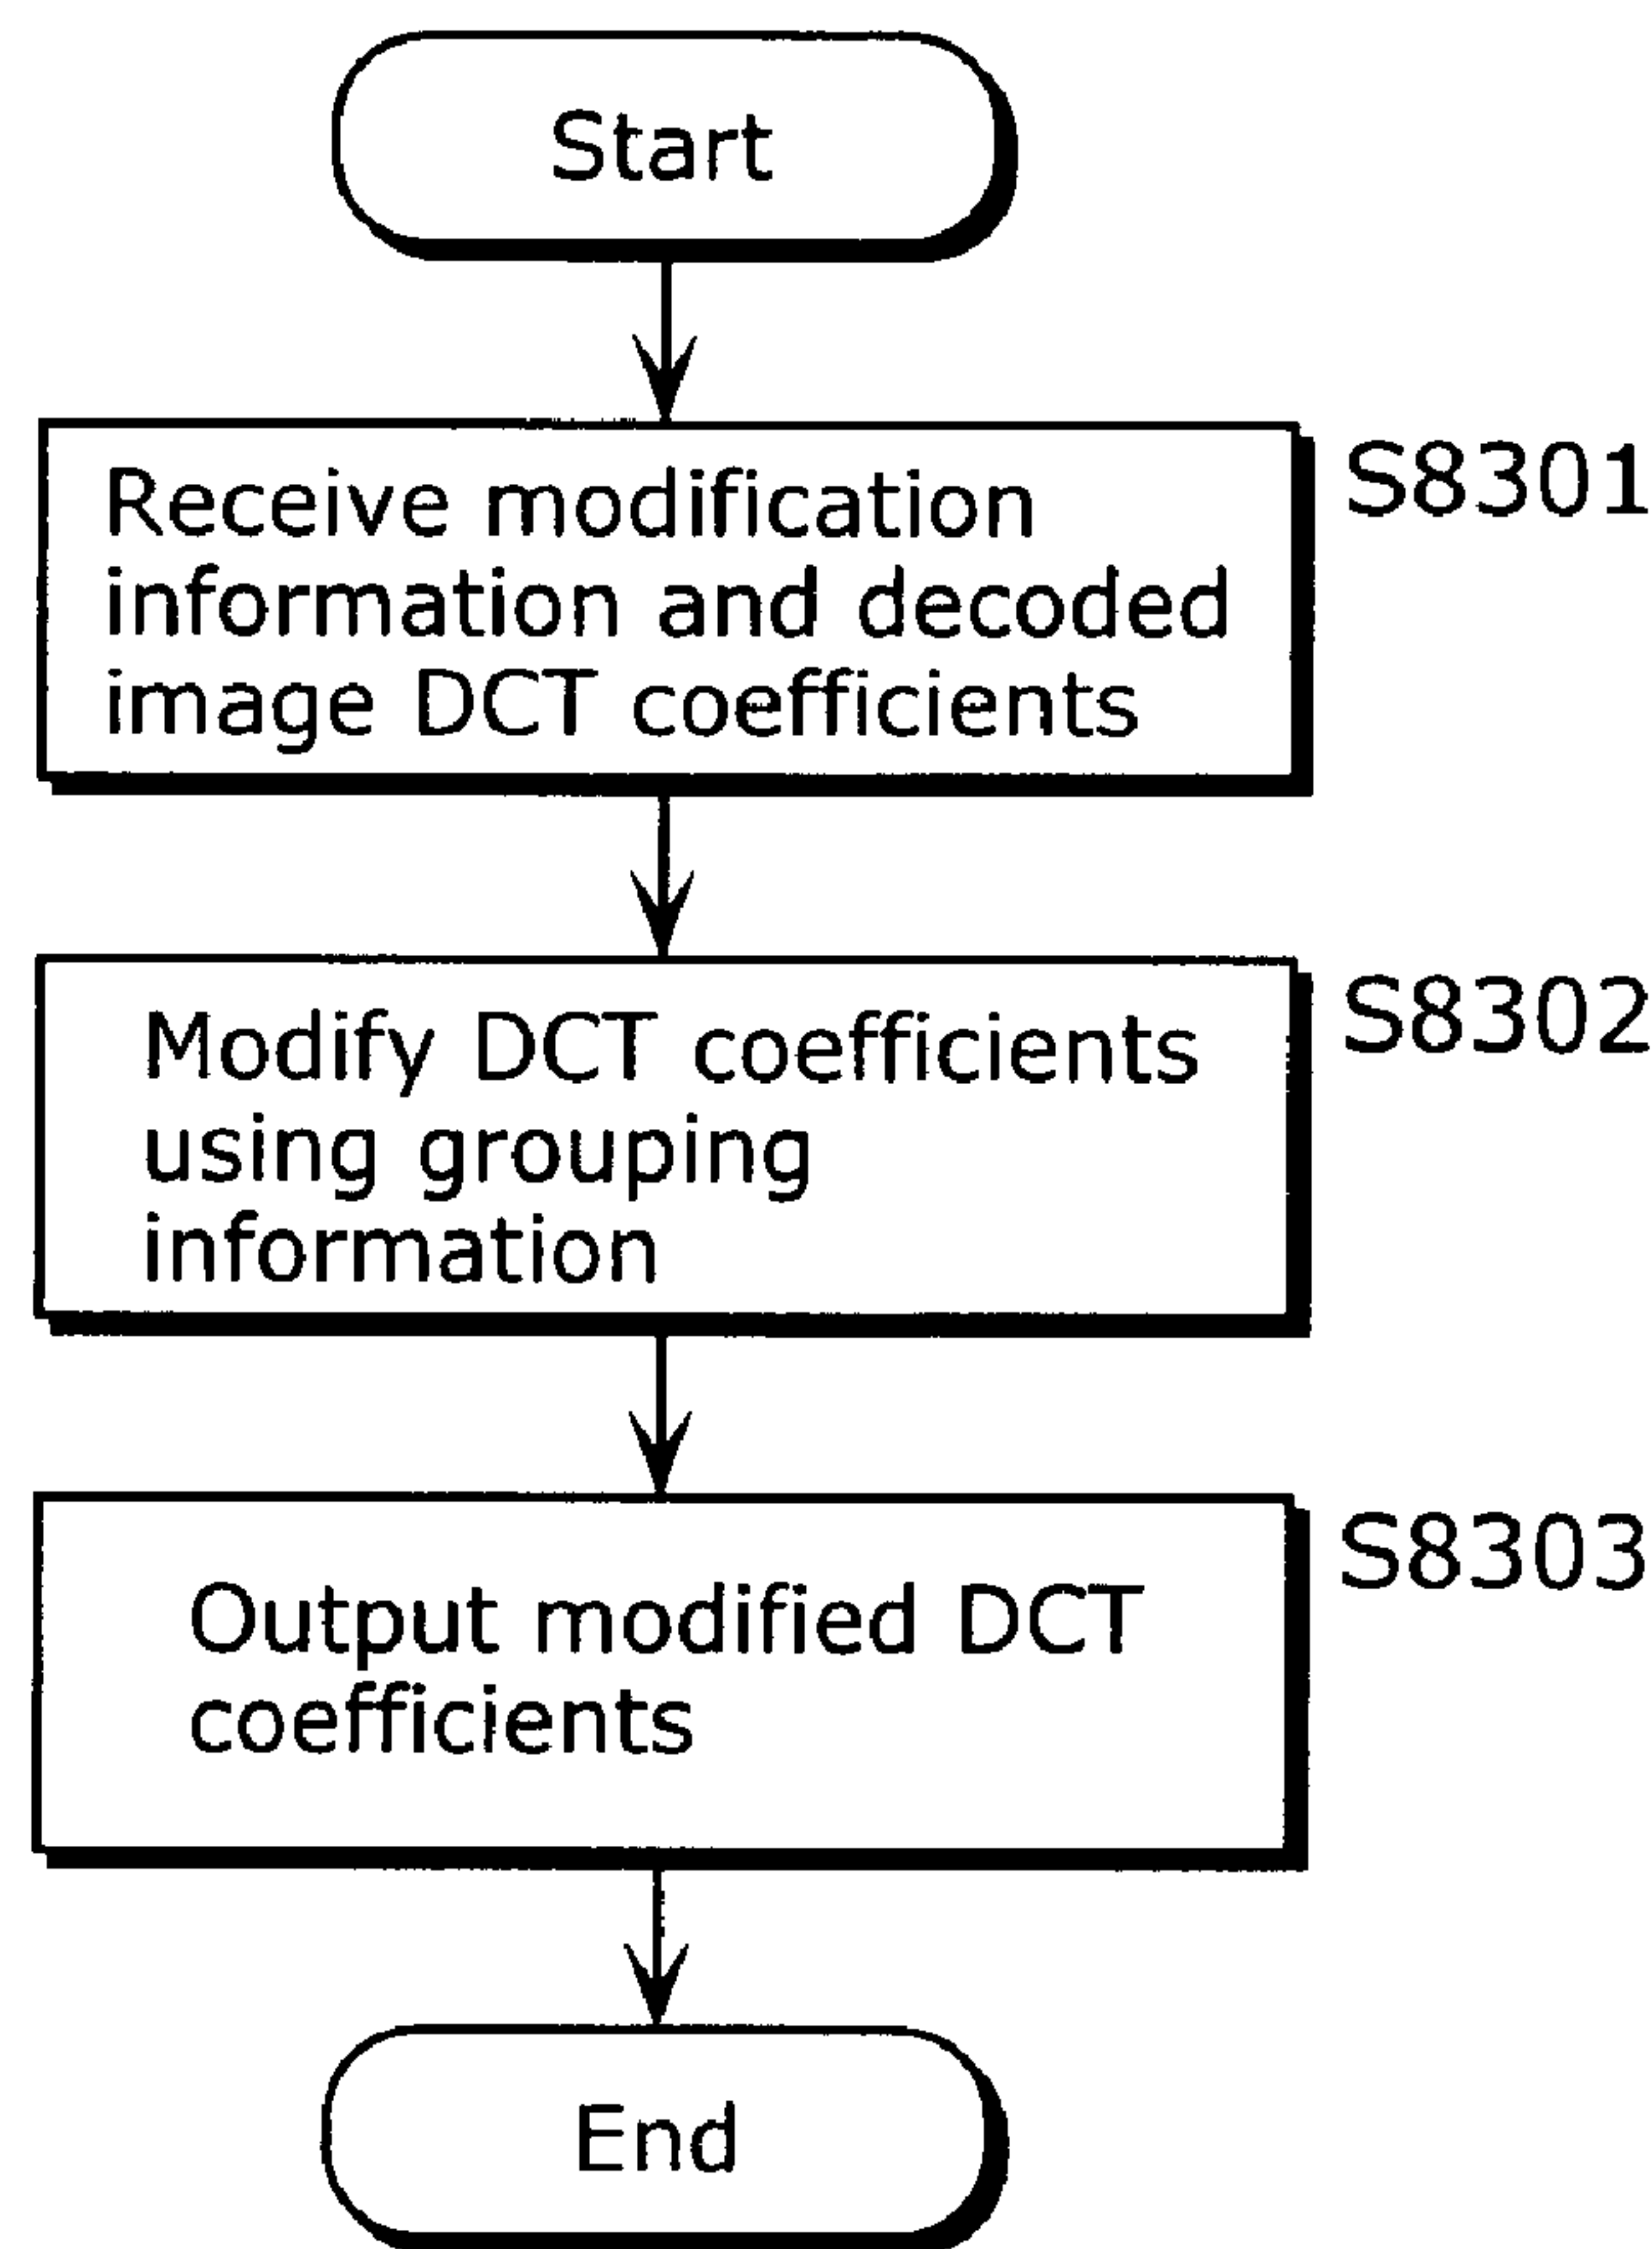 Start
Receive modification
information and decoded
image DCT coefficients
S8301
Modify DCT coefficients
using grouping
information
S8302
Output modified DCT
coefficients
S8303
End